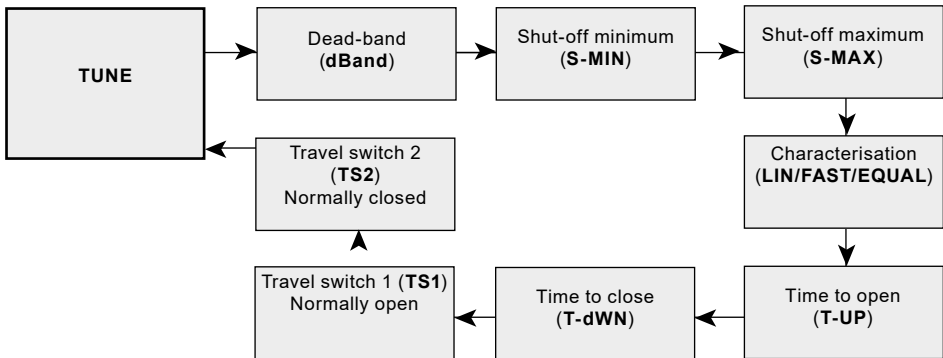 TUNE
Dead-band
(dBand)
Shut-off minimum
(S-MIN)
Shut-off maximum
(S-MAX)
Characterisation
(LIN/FAST/EQUAL)
Time to open
(T-UP)
Time to close
(T-dWN)
Travel switch 1 (TS1)
Normally open
Travel switch 2
(TS2)
Normally closed